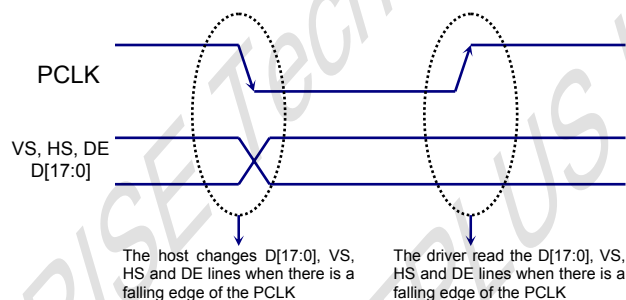 PCLK
VS, HS, DE
D[17:0]
The host changes D[17:0], VS,
HS and DE lines when there is a
falling edge of the PCLK
The driver read the D[17:0], VS,
HS and DE lines when there is a
falling edge of the PCLK